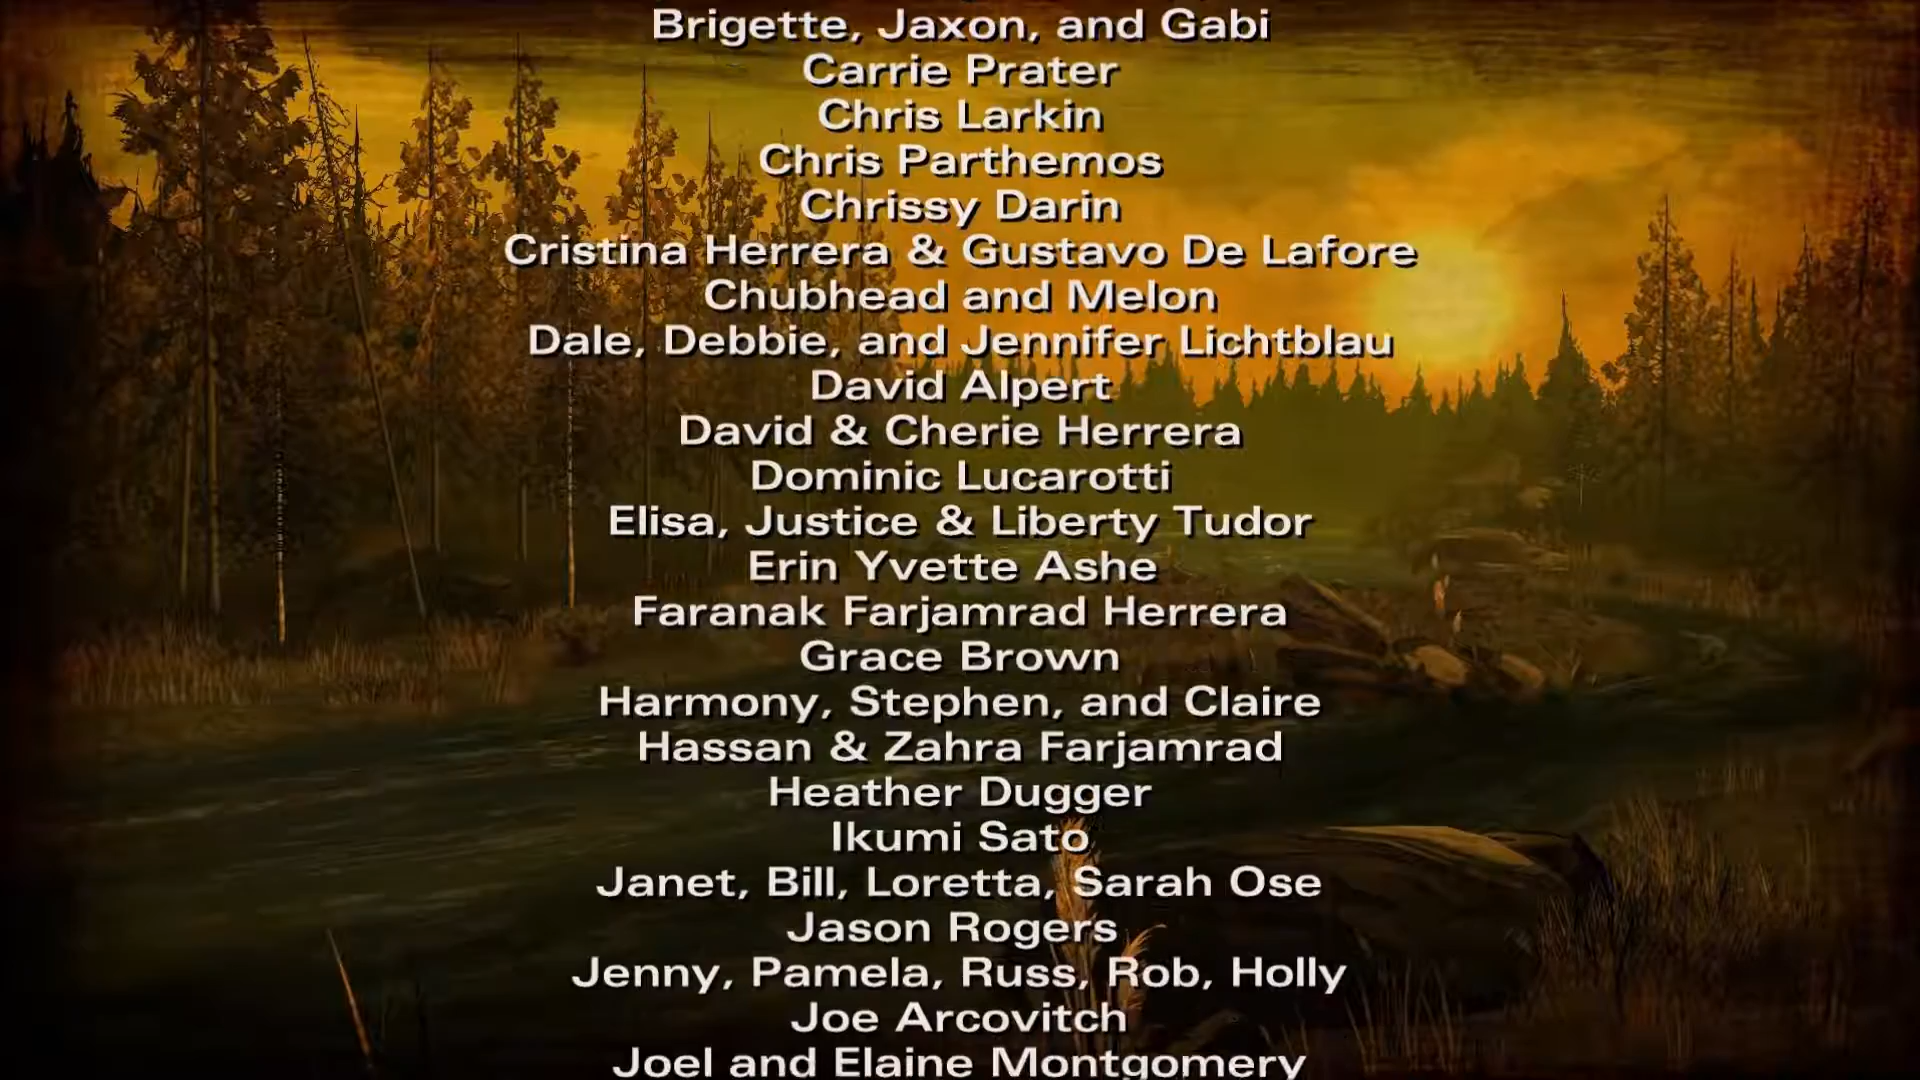 Brigette, Jaxon, and Gabi
Carrie Prater
Chris Larkin
Chris Parthemos
Chrissy Darin
Cristina Herrera & Gustavo De Lafore
Chubhead and Melon
Dale, Debbie, and Jennifer Lichtblau
David Alpert
David & Cherie Herrera
Dominic Lucarotti
Elisa, Justice & Liberty Tudor
Erin Yvette Ashe
Faranak Farjamrad Herrera
Grace Brown
Harmony, Stephen, and Claire
Hassan & Zahra Farjamrad
Heather Dugger
Ikumi Sato
Janet, Bill, Loretta, Sarah Ose
Jason Rogers
Jenny, Pamela, Russ, Rob, Holly
Joe Arcovitch
Joel and Elaine Montgomery